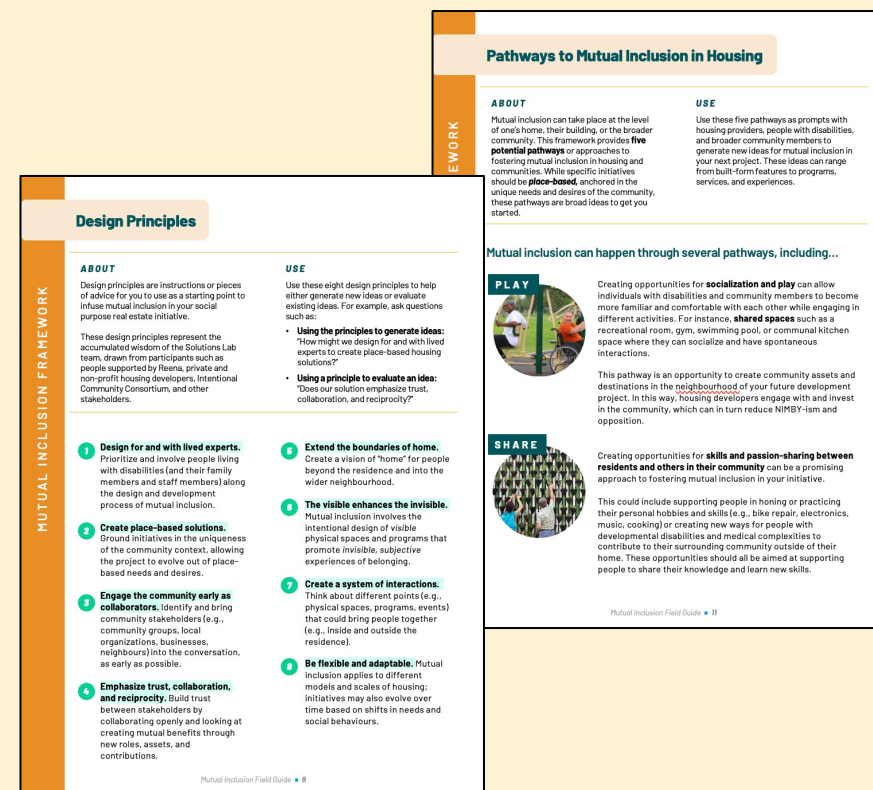 Pathways to Mutual Inclusion in Housing
ABOUT
Mutual inclusion can take place at the level
of one's home, their building, or the broader
community. This framework provides five
potential pathways or approaches to
fostering mutual inclusion in housing and
communities. While specific initiatives
should be place-based, anchored in the
unique needs and desires of the community,
these pathways are broad ideas to get you
started.
USE
Use these five pathways as prompts with
housing providers, people with disabilities,
and broader community members to
generate new ideas for mutual inclusion in
your next project. These ideas can range
from built-form features to programs,
services, and experiences.
EWORK
Mutual inclusion can happen through several pathways, including...
PLAY
Creating opportunities for socialization and play can allow
individuals with disabilities and community members to become
more familiar and comfortable with each other while engaging in
different activities. For instance, shared spaces such as a
recreational room, gym, swimming pool, or communal kitchen
space where they can socialize and have spontaneous
interactions.
This pathway is an opportunity to create community assets and
destinations in the neighbourhood of your future development
project. In this way, housing developers engage with and invest
in the community, which can in turn reduce NIMBY-ism and
opposition.
SHARE
Creating opportunities for skills and passion-sharing between
residents and others in their community can be a promising
approach to fostering mutual inclusion in your initiative.
This could include supporting people in honing or practicing
their personal hobbies and skills (e.g., bike repair, electronics,
music, cooking) or creating new ways for people with
developmental disabilities and medical complexities to
contribute to their surrounding community outside of their
home. These opportunities should all be aimed at supporting
people to share their knowledge and learn new skills.
Mutual Inclusion Field Guide ● 11
Design Principles
MUTUAL INCLUSION FRAMEWORK
ABOUT
Design principles are instructions or pieces
of advice for you to use as a starting point to
infuse mutual inclusion in your social
purpose real estate initiative.
These design principles represent the
accumulated wisdom of the Solutions Lab
team, drawn from participants such as
people supported by Reena, private and
non-profit housing developers, Intentional
Community Consortium, and other
stakeholders.
USE
Use these eight design principles to help
either generate new ideas or evaluate
existing ideas. For example, ask questions
such as:
• Using the principles to generate ideas:
"How might we design for and with lived
experts to create place-based housing
solutions?"
• Using a principle to evaluate an idea:
"Does our solution emphasize trust,
collaboration, and reciprocity?"
1 Design for and with lived experts.
Prioritize and involve people living
with disabilities (and their family
members and staff members) along
the design and development
process of mutual inclusion.
2 Create place-based solutions.
Ground initiatives in the uniqueness
of the community context, allowing
the project to evolve out of place-
based needs and desires.
3 Engage the community early as
collaborators. Identify and bring
community stakeholders (e.g.,
community groups, local
organizations, businesses,
neighbours) into the conversation,
as early as possible.
4 Emphasize trust, collaboration,
and reciprocity. Build trust
between stakeholders by
collaborating openly and looking at
creating mutual benefits through
new roles, assets, and
contributions.
5 Extend the boundaries of home.
Create a vision of "home" for people
beyond the residence and into the
wider neighbourhood.
6 The visible enhances the invisible.
Mutual inclusion involves the
intentional design of visible
physical spaces and programs that
promote invisible, subjective
experiences of belonging.
7 Create a system of interactions.
Think about different points (e.g.,
physical spaces, programs, events)
that could bring people together
(e.g., inside and outside the
residence).
8 Be flexible and adaptable. Mutual
inclusion applies to different
models and scales of housing;
initiatives may also evolve over
time based on shifts in needs and
social behaviours.
Mutual Inclusion Field Guide ● 9